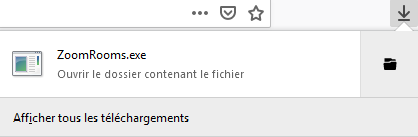 ZoomRooms.exe
Ouvrir le dossier contenant le fichier
Afficher tous les téléchargements